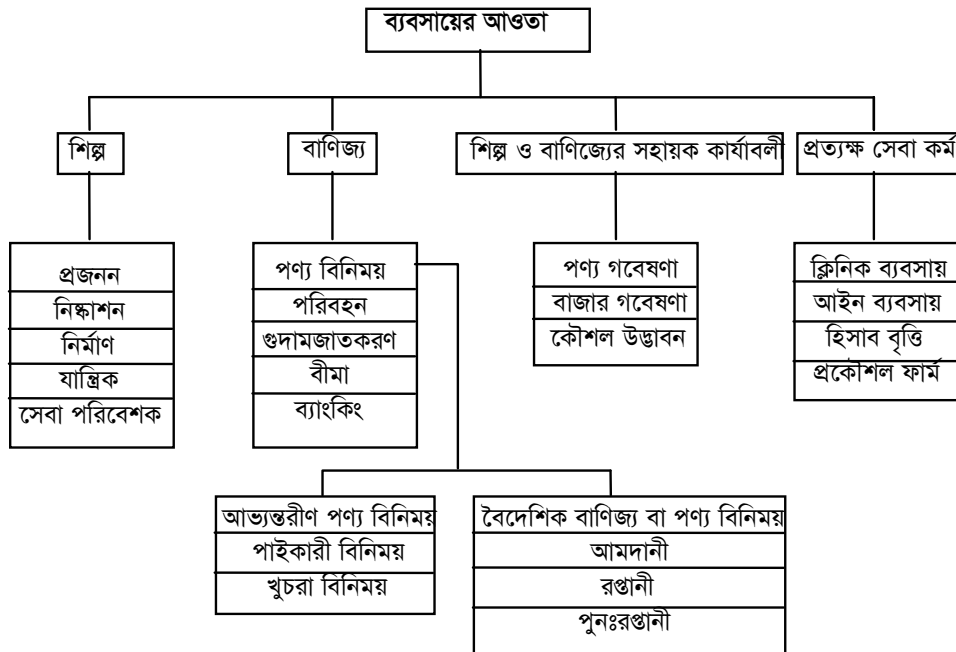 ব্যবসায়ের আওতা
শিল্প
বাণিজ্য
শিল্প ও বাণিজ্যের সহায়ক কার্যাবলী
প্রত্যক্ষ সেবা কর্ম
প্রজনন
নিষ্কাশন
নির্মাণ
যান্ত্রিক
সেবা পরিবেশক
পণ্য বিনিময়
পরিবহন
গুদামজাতকরণ
বীমা
ব্যাংকিং
পণ্য গবেষণা
বাজার গবেষণা
কৌশল উদ্ভাবন
ক্লিনিক ব্যবসায়
আইন ব্যবসায়
হিসাব বৃত্তি
প্রকৌশল ফার্ম
আভ্যন্তরীণ পণ্য বিনিময়
পাইকারী বিনিময়
খুচরা বিনিময়
বৈদেশিক বাণিজ্য বা পণ্য বিনিময়
আমদানী
রপ্তানী
পুনঃরপ্তানী